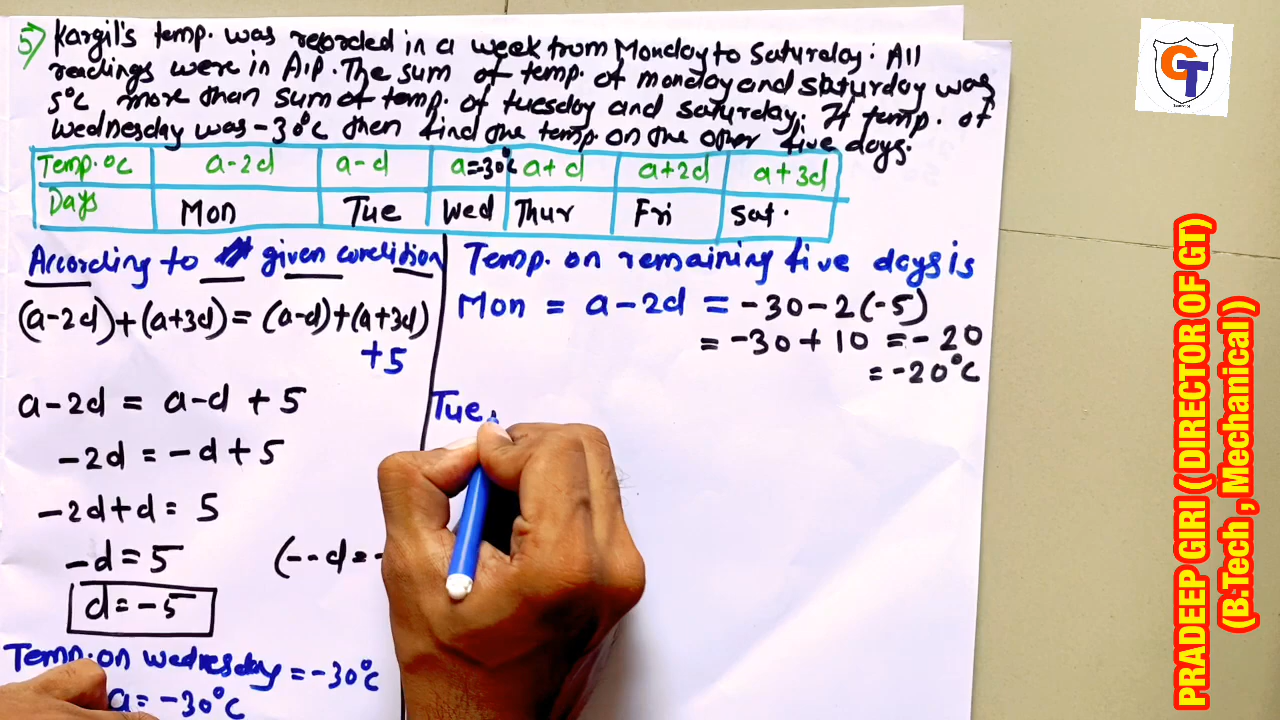 5) Kargil's temp. was recorded in a week from Monday to Saturday: All
readings were in A.P. The sum of temp. of monday and saturday was
5°C more than sum of temp. of tuesday and saturday. If temp. of
Wednesday was -30°C then find the temp. on the other five days.
Temp. °C a-2d a-d a=-30°C a+d a+2d a+3d
Days Mon Tue Wed Thur Fri Sat.
According to given condition
(a-2d)+(a+3d) = (a-d)+(a+3d)
+5
a-2d = a-d +5
-2d = -d+5
-2d+d = 5
-d = 5 (--d=-
d = -5
Temp. on wednesday = -30°C
a = -30°C
Temp. on remaining five days is
Mon = a-2d = -30-2(-5)
= -30+10 = -20
= -20°C
Tue
GT
PRADEEP GIRI (( DIRECTOR OF GT)
(B.Tech , Mechanical )